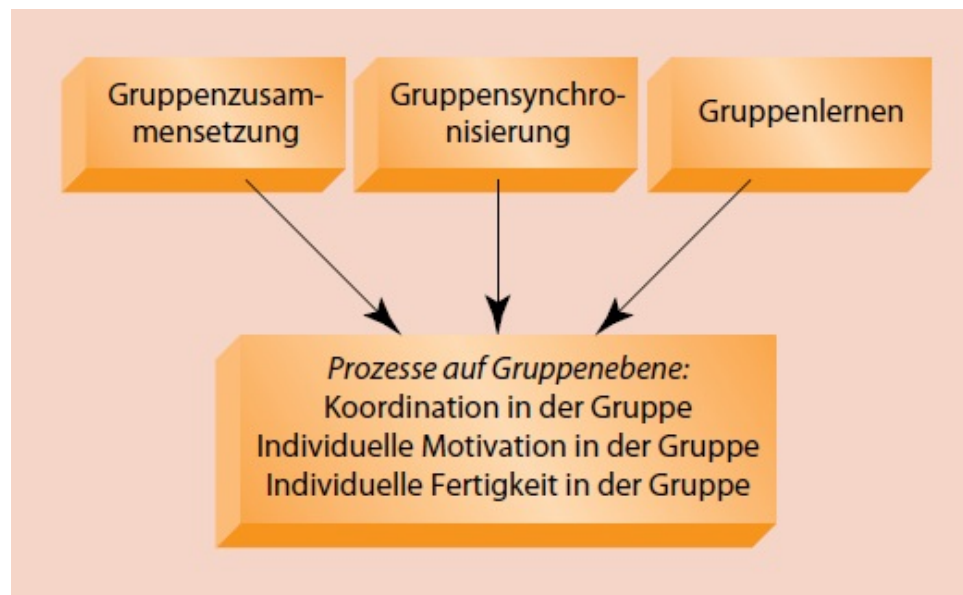 Gruppenzusam-
mensetzung
Gruppensynchro-
nisierung
Gruppenlernen
Prozesse auf Gruppenebene:
Koordination in der Gruppe
Individuelle Motivation in der Gruppe
Individuelle Fertigkeit in der Gruppe